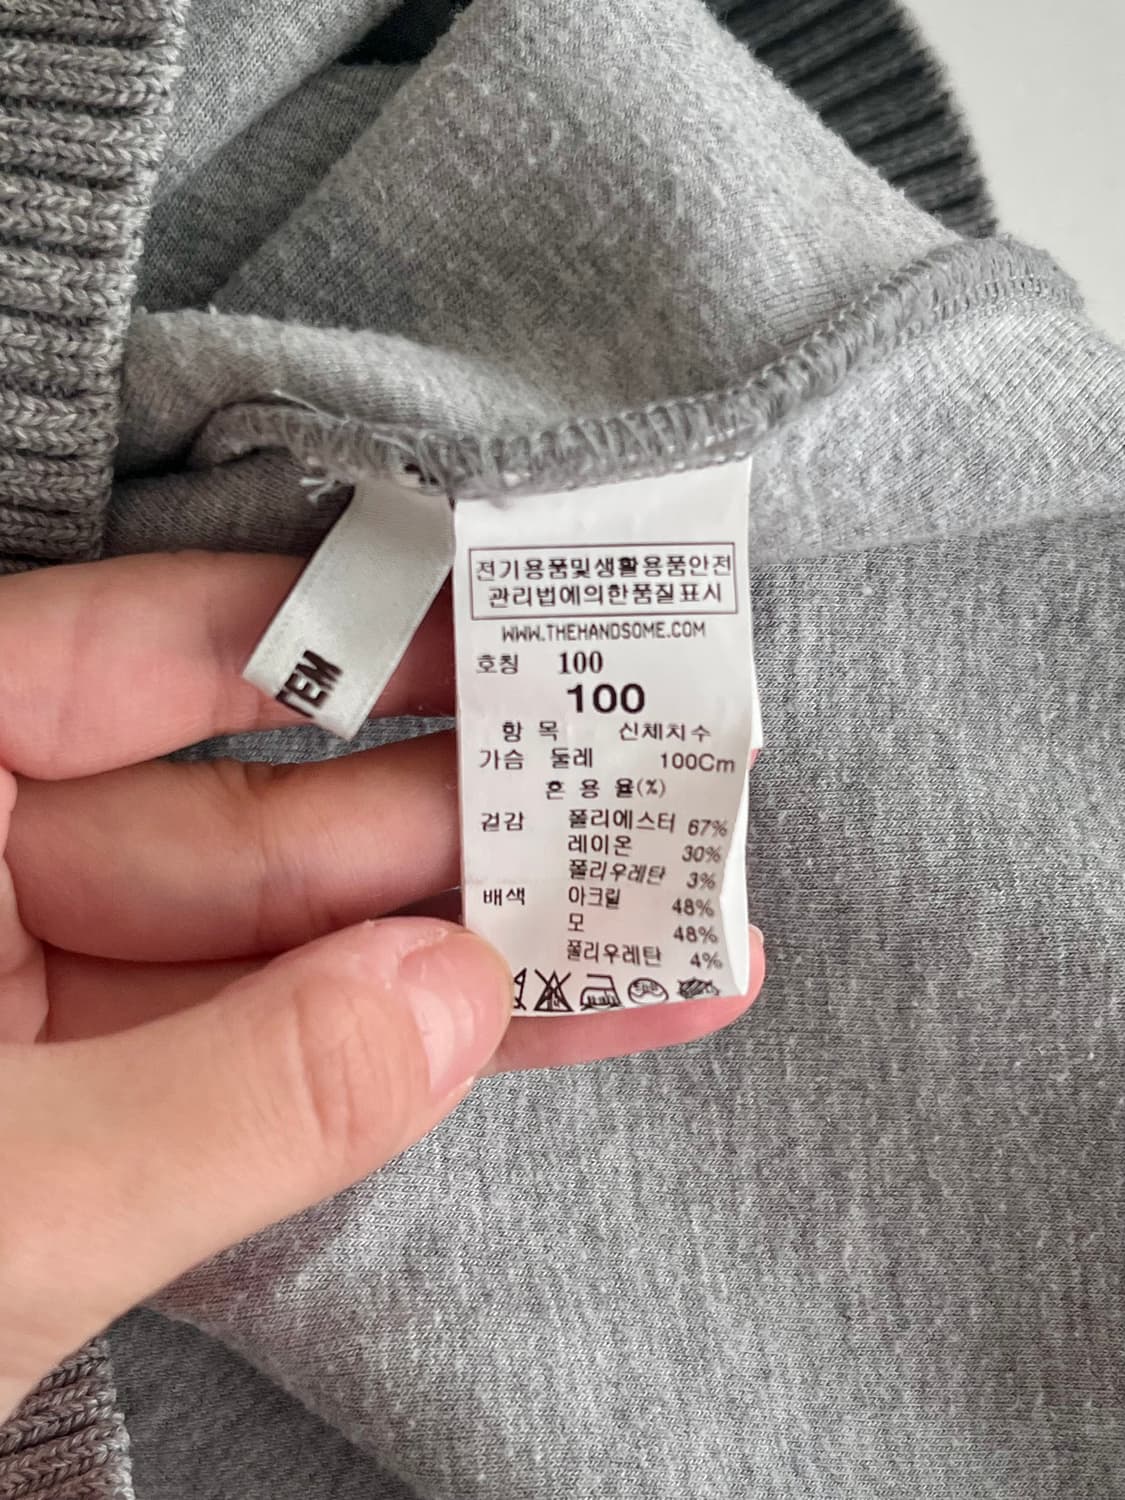 전기용품및생활용품안전
관리법에의한품질표시
WWW.THEHANDSOME.COM
호칭 100
100
항 목 신체치수
가슴 둘레 100Cm
혼 용 율(%)
겉감 폴리에스터 67%
레이온 30%
폴리우레탄 3%
배색 아크릴 48%
모 48%
폴리우레탄 4%
TEM